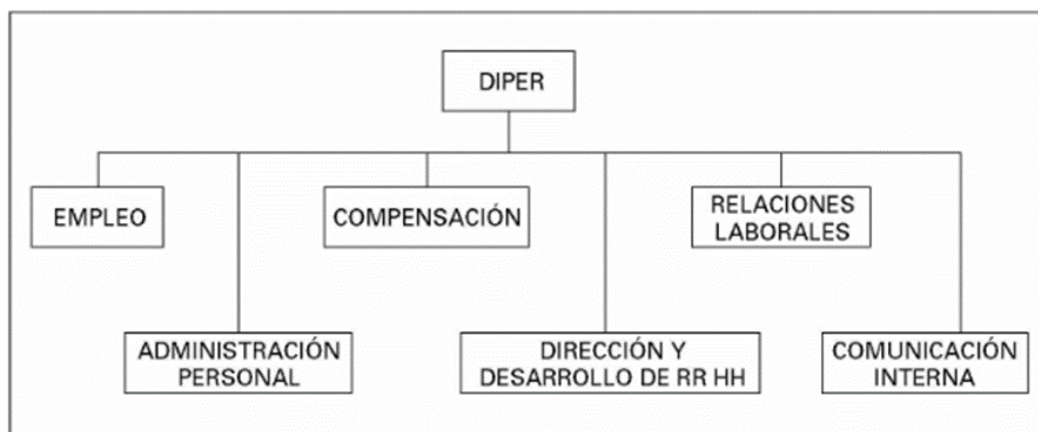 DIPER
EMPLEO
COMPENSACIÓN
RELACIONES
LABORALES
ADMINISTRACIÓN
PERSONAL
DIRECCIÓN Y
DESARROLLO DE RR HH
COMUNICACIÓN
INTERNA